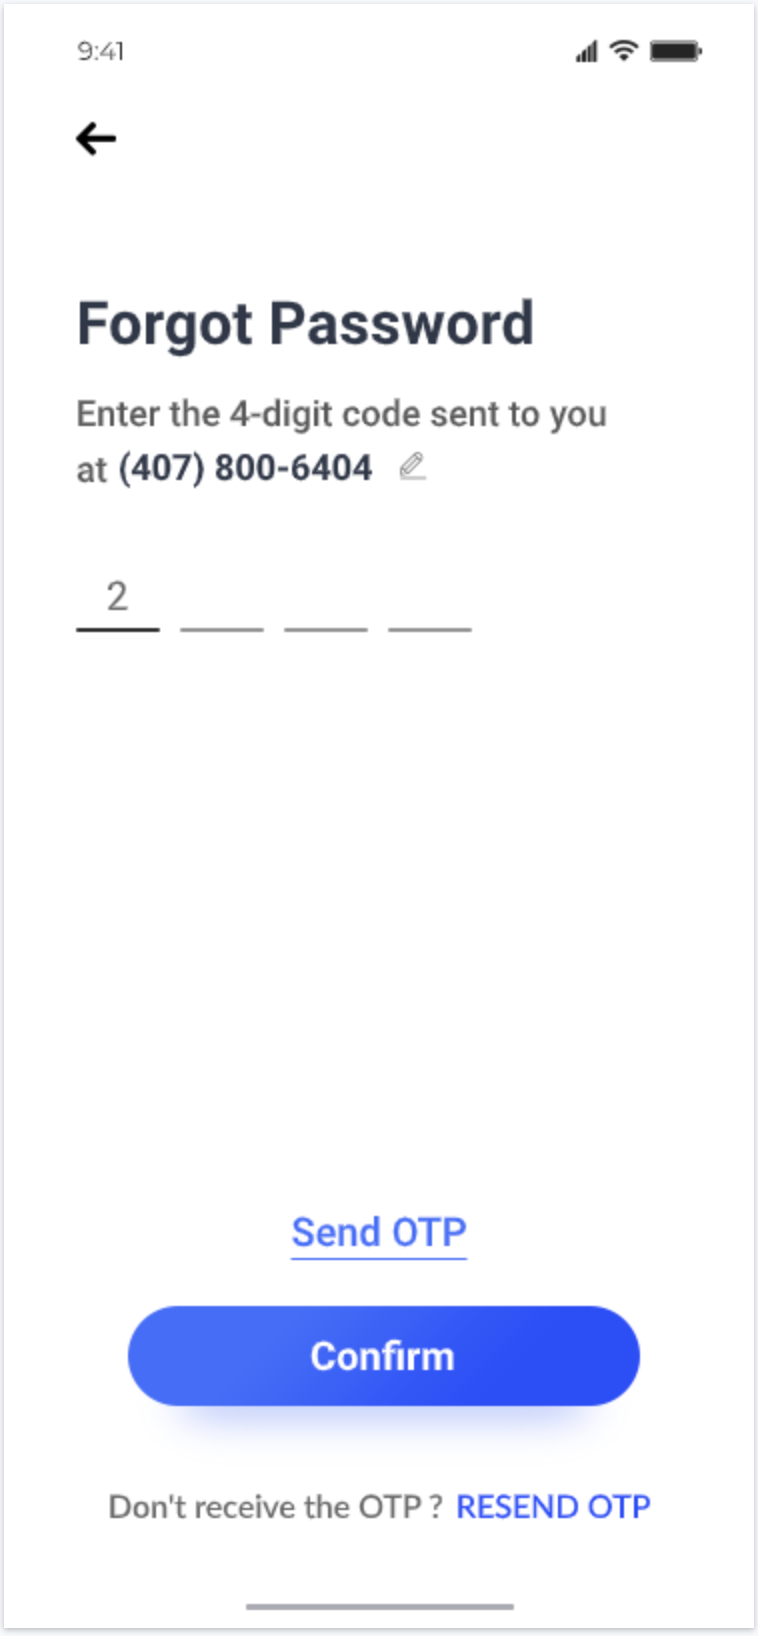 9:41
Forgot Password
Enter the 4-digit code sent to you
at (407) 800-6404
2
Send OTP
Confirm
Don't receive the OTP ? RESEND OTP